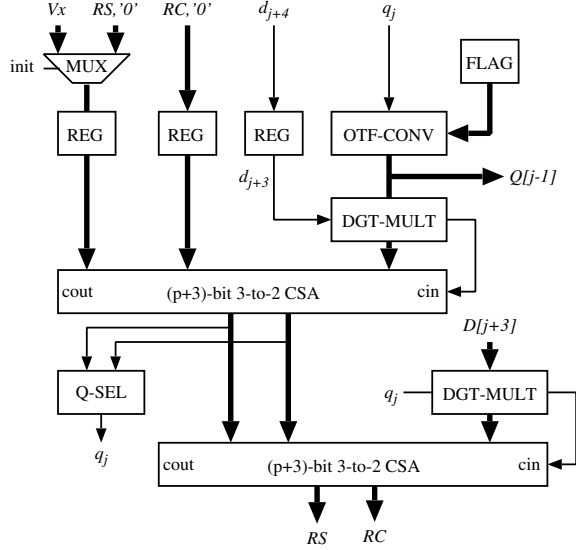 Vx RS,'0' RC,'0' d_{j+4} q_j
init MUX FLAG
REG REG REG OTF-CONV
d_{j+3} Q[j-1]
DGT-MULT
cout (p+3)-bit 3-to-2 CSA cin
D[j+3]
Q-SEL q_j DGT-MULT
q_j
cout (p+3)-bit 3-to-2 CSA cin
RS RC